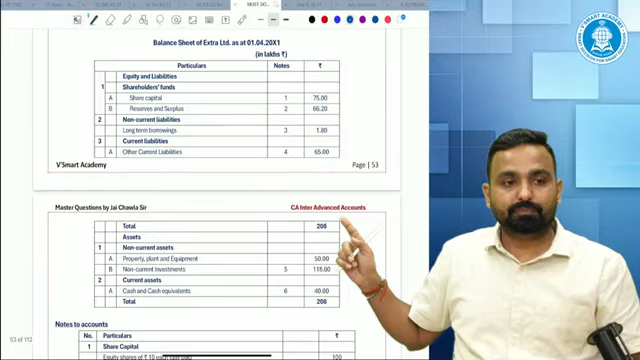 Balance Sheet of Extra Ltd. as at 01.04.20X1
(in lakhs ₹)
Particulars Notes ₹
Equity and Liabilities
1 Shareholders' funds
A Share capital 1 75.00
B Reserves and Surplus 2 66.20
2 Non-current liabilities
Long term borrowings 3 1.80
3 Current liabilities
A Other Current Liabilities 4 65.00
V'Smart Academy Page | 53
Master Questions by Jai Chawla Sir CA Inter Advanced Accounts
Total 208
Assets
1 Non-current assets
A Property, plant and Equipment 50.00
B Non-current investments 5 118.00
2 Current assets
A Cash and Cash equivalents 6 40.00
Total 208
Notes to accounts
No. Particulars ₹
1 Share Capital
53 of 112
V'SMART ACADEMY